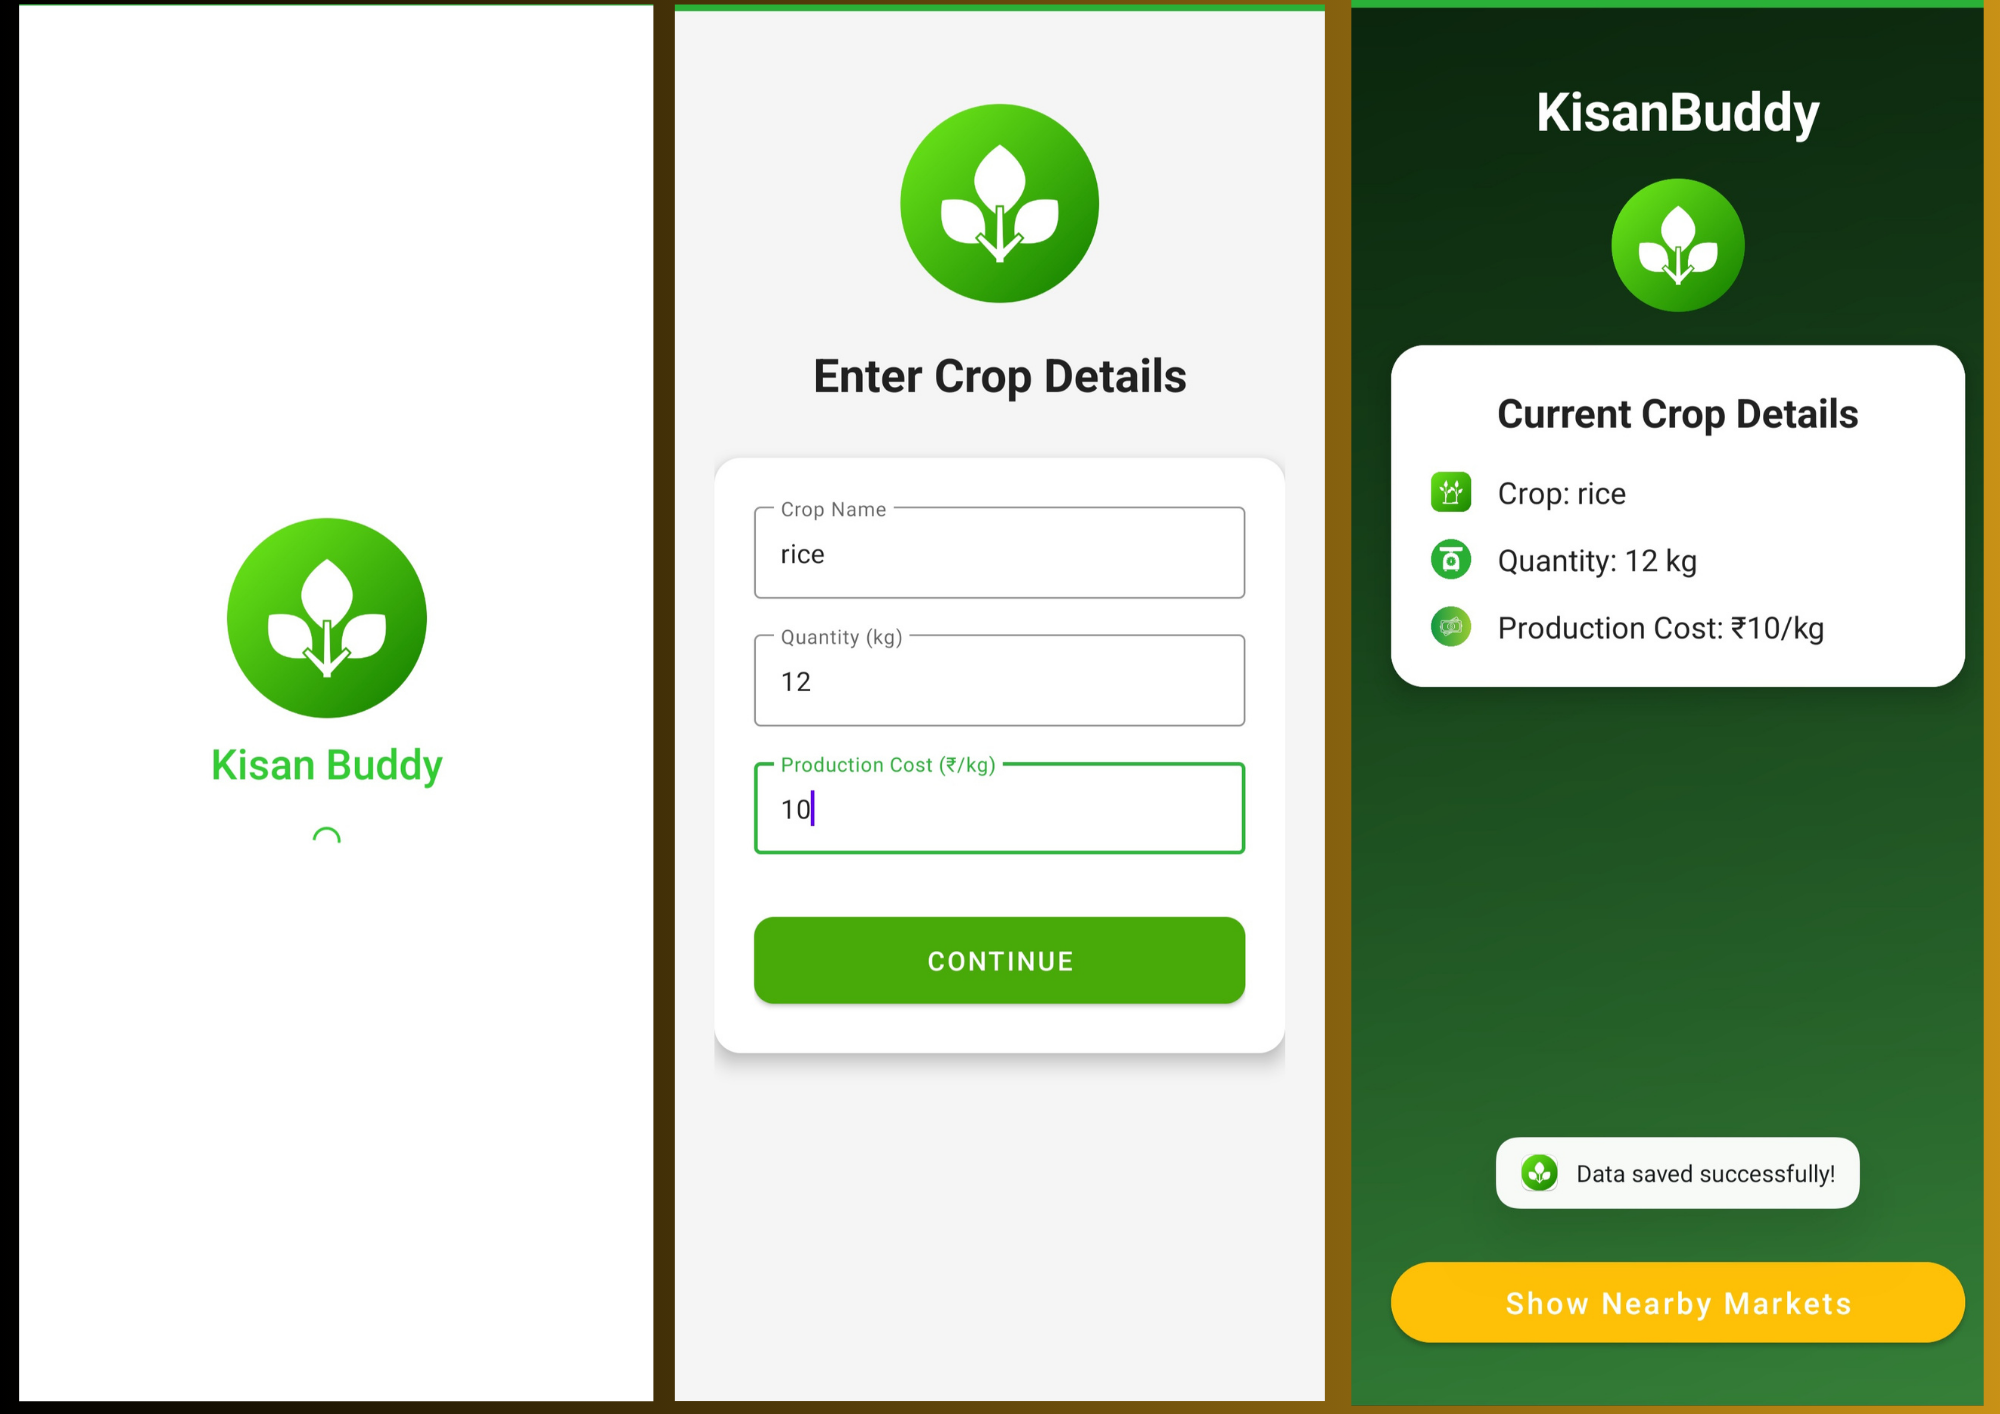 Kisan Buddy
Enter Crop Details
Crop Name
rice
Quantity (kg)
12
Production Cost (₹/kg)
10
CONTINUE
KisanBuddy
Current Crop Details
Crop: rice
Quantity: 12 kg
Production Cost: ₹10/kg
Data saved successfully!
Show Nearby Markets